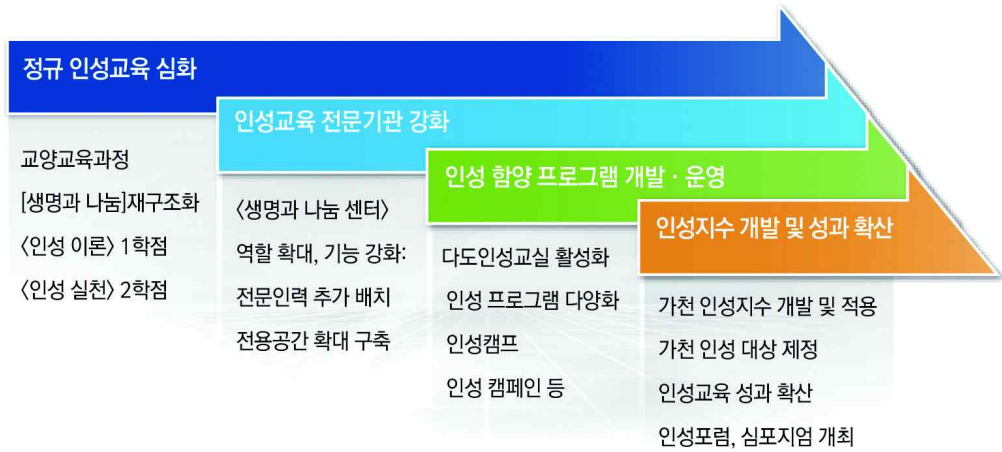 정규 인성교육 심화
교양교육과정
[생명과 나눔]재구조화
〈인성 이론〉 1학점
〈인성 실천〉 2학점
인성교육 전문기관 강화
〈생명과 나눔 센터〉
역할 확대, 기능 강화:
전문인력 추가 배치
전용공간 확대 구축
인성 함양 프로그램 개발 · 운영
다도인성교실 활성화
인성 프로그램 다양화
인성캠프
인성 캠페인 등
인성지수 개발 및 성과 확산
가천 인성지수 개발 및 적용
가천 인성 대상 제정
인성교육 성과 확산
인성포럼, 심포지엄 개최